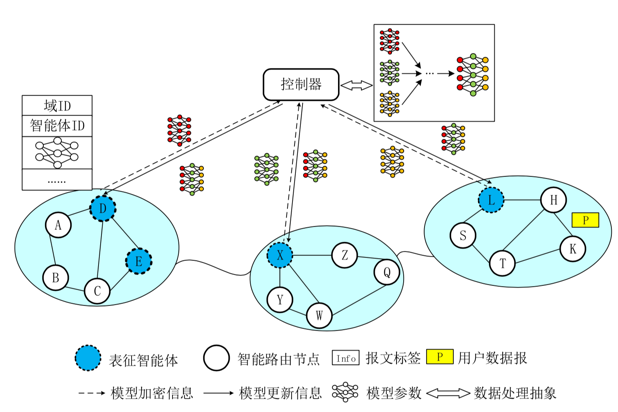 控制器
...
域ID
智能体ID
......
D
A
E
B
C
X
Z
Q
Y
W
L
H
P
S
T
K
表征智能体
智能路由节点
Info 报文标签
P 用户数据报
模型加密信息
模型更新信息
模型参数
数据处理抽象